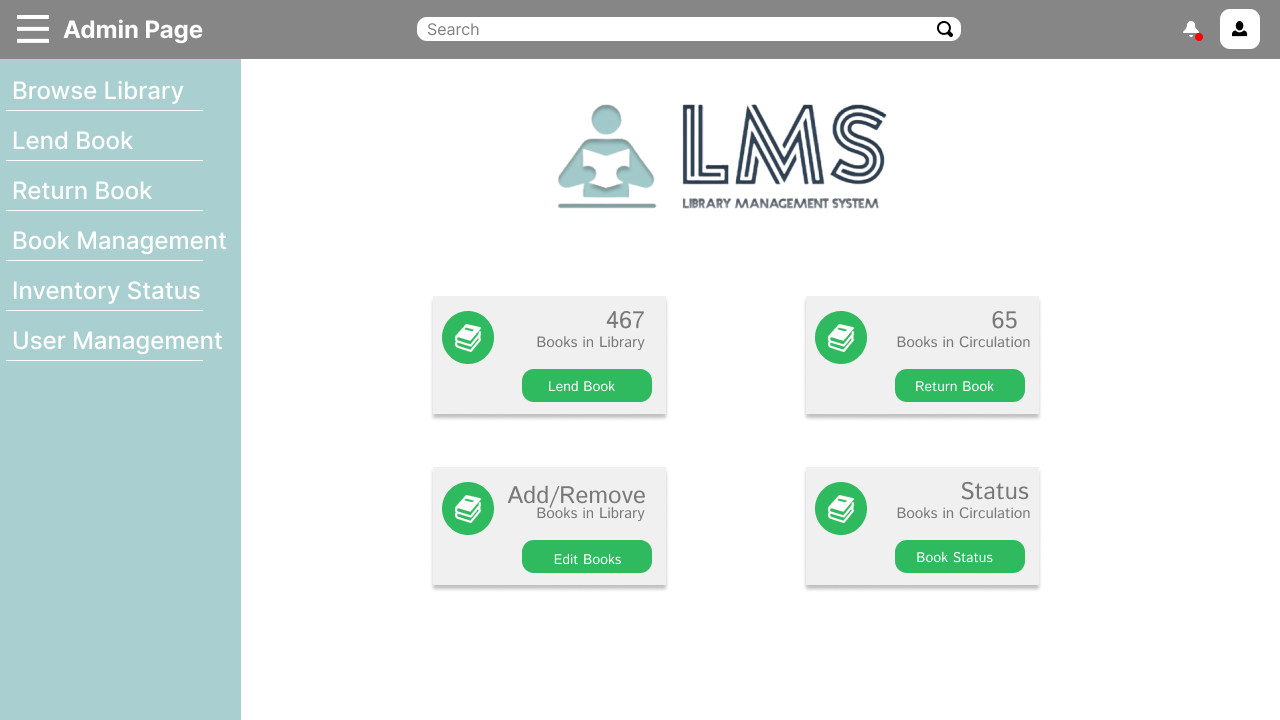 Admin Page
Search
Browse Library
Lend Book
Return Book
Book Management
Inventory Status
User Management
LMS
LIBRARY MANAGEMENT SYSTEM
467
Books in Library
Lend Book
65
Books in Circulation
Return Book
Add/Remove
Books in Library
Edit Books
Status
Books in Circulation
Book Status